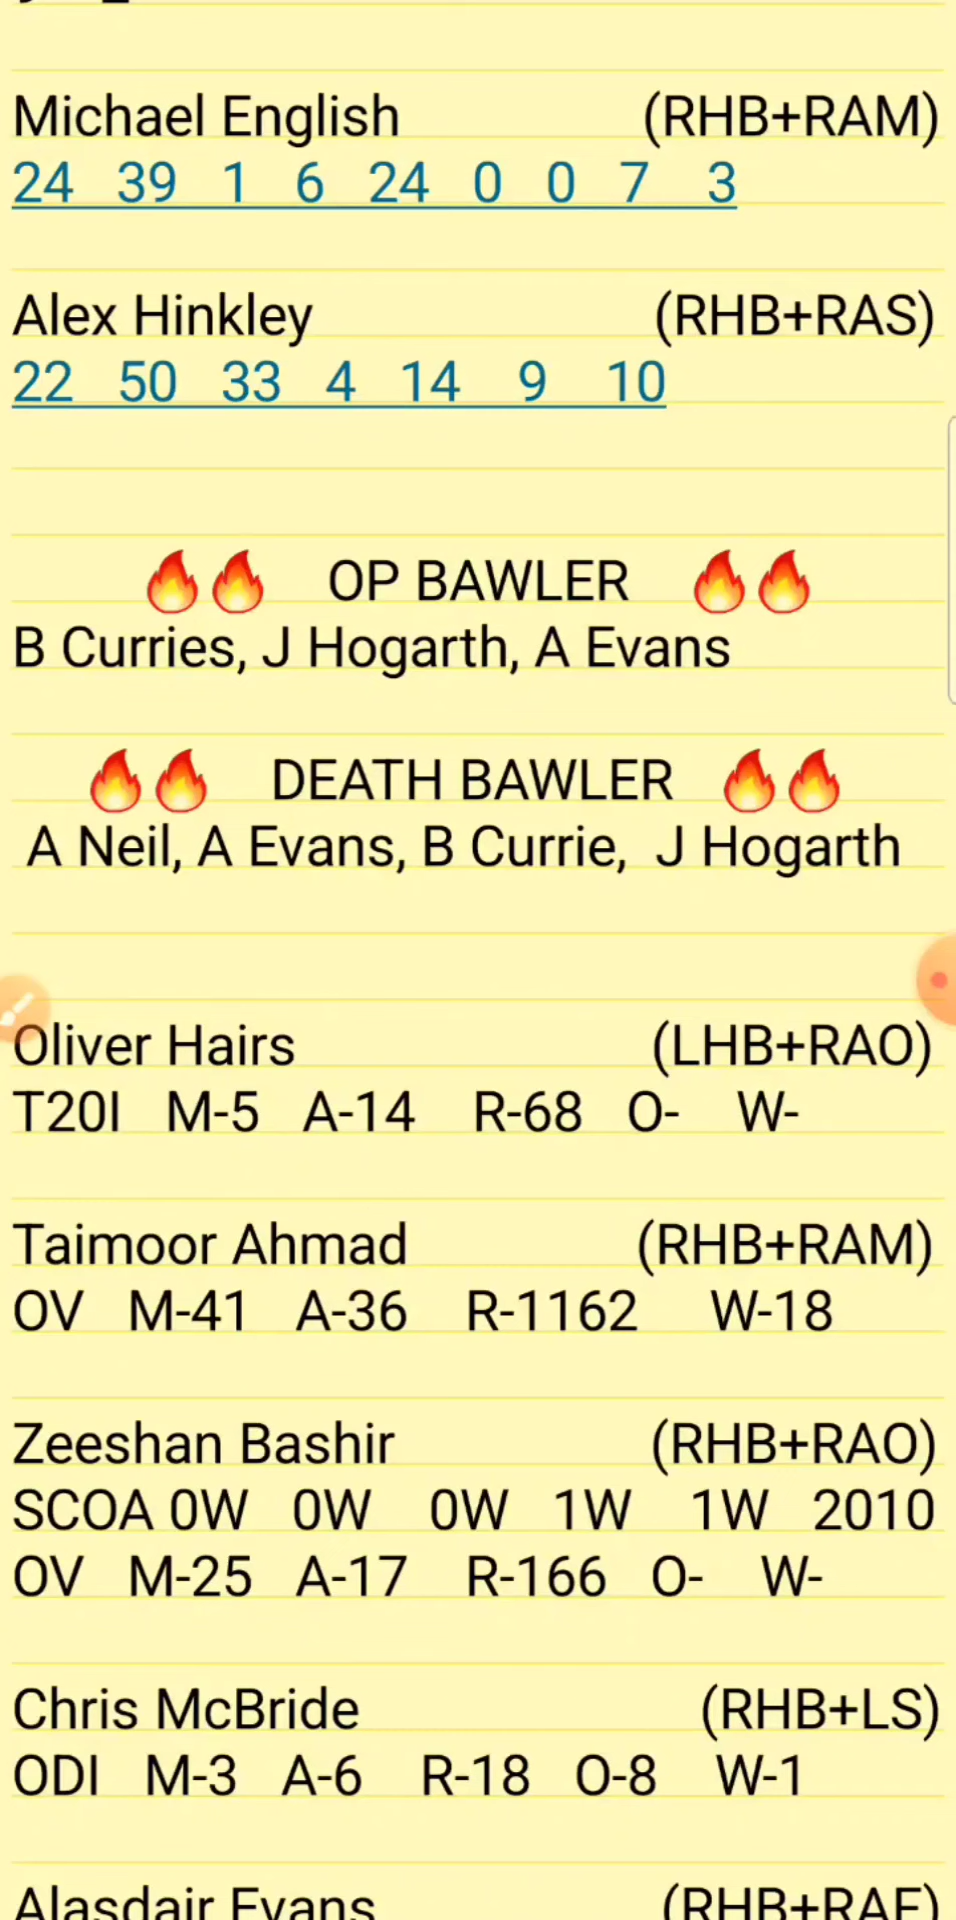 Michael English (RHB+RAM)
24 39 1 6 24 0 0 7 3
Alex Hinkley (RHB+RAS)
22 50 33 4 14 9 10
🔥🔥 OP BAWLER 🔥🔥
B Curries, J Hogarth, A Evans
🔥🔥 DEATH BAWLER 🔥🔥
A Neil, A Evans, B Currie, J Hogarth
Oliver Hairs (LHB+RAO)
T20I M-5 A-14 R-68 O- W-
Taimoor Ahmad (RHB+RAM)
OV M-41 A-36 R-1162 W-18
Zeeshan Bashir (RHB+RAO)
SCOA 0W 0W 0W 1W 1W 2010
OV M-25 A-17 R-166 O- W-
Chris McBride (RHB+LS)
ODI M-3 A-6 R-18 O-8 W-1
Alasdair Evans (RHB+RAF)